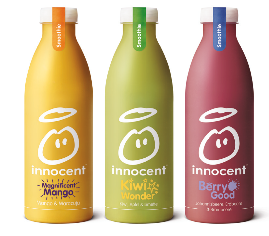 Smoothie
innocent
Magnificent
Mango
Smoothie
innocent
Kiwi
Wonder
Smoothie
innocent
Berry
Good